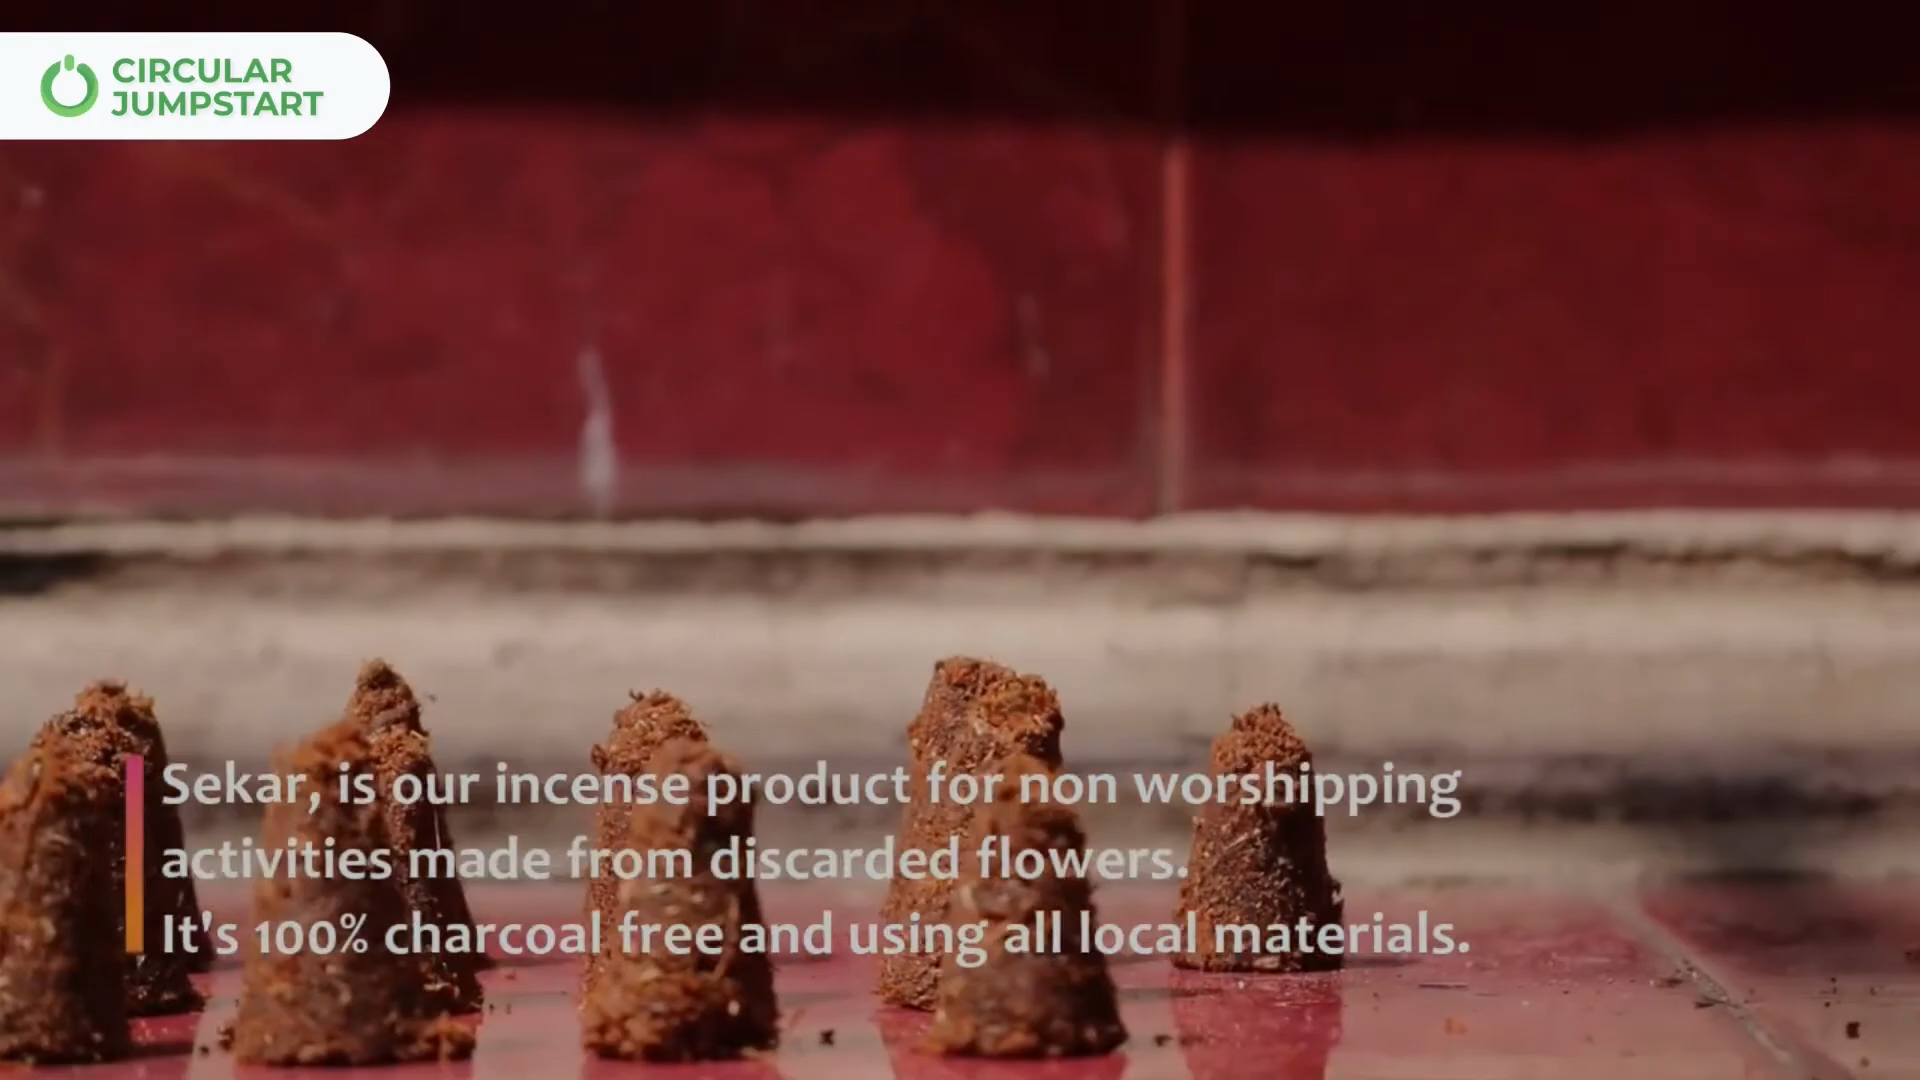 CIRCULAR
JUMPSTART
Sekar, is our incense product for non worshipping
activities made from discarded flowers.
It's 100% charcoal free and using all local materials.